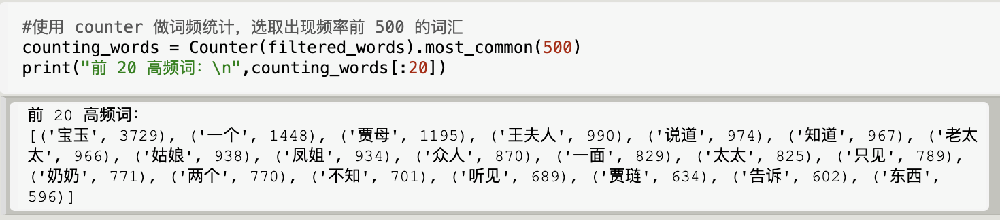 #使用 counter 做词频统计，选取出现频率前 500 的词汇
counting_words = Counter(filtered_words).most_common(500)
print("前 20 高频词：\n",counting_words[:20])
前 20 高频词：
[('宝玉', 3729), ('一个', 1448), ('贾母', 1195), ('王夫人', 990), ('说道', 974), ('知道', 967), ('老太
太', 966), ('姑娘', 938), ('凤姐', 934), ('众人', 870), ('一面', 829), ('太太', 825), ('只见', 789),
('奶奶', 771), ('两个', 770), ('不知', 701), ('听见', 689), ('贾琏', 634), ('告诉', 602), ('东西',
596)]